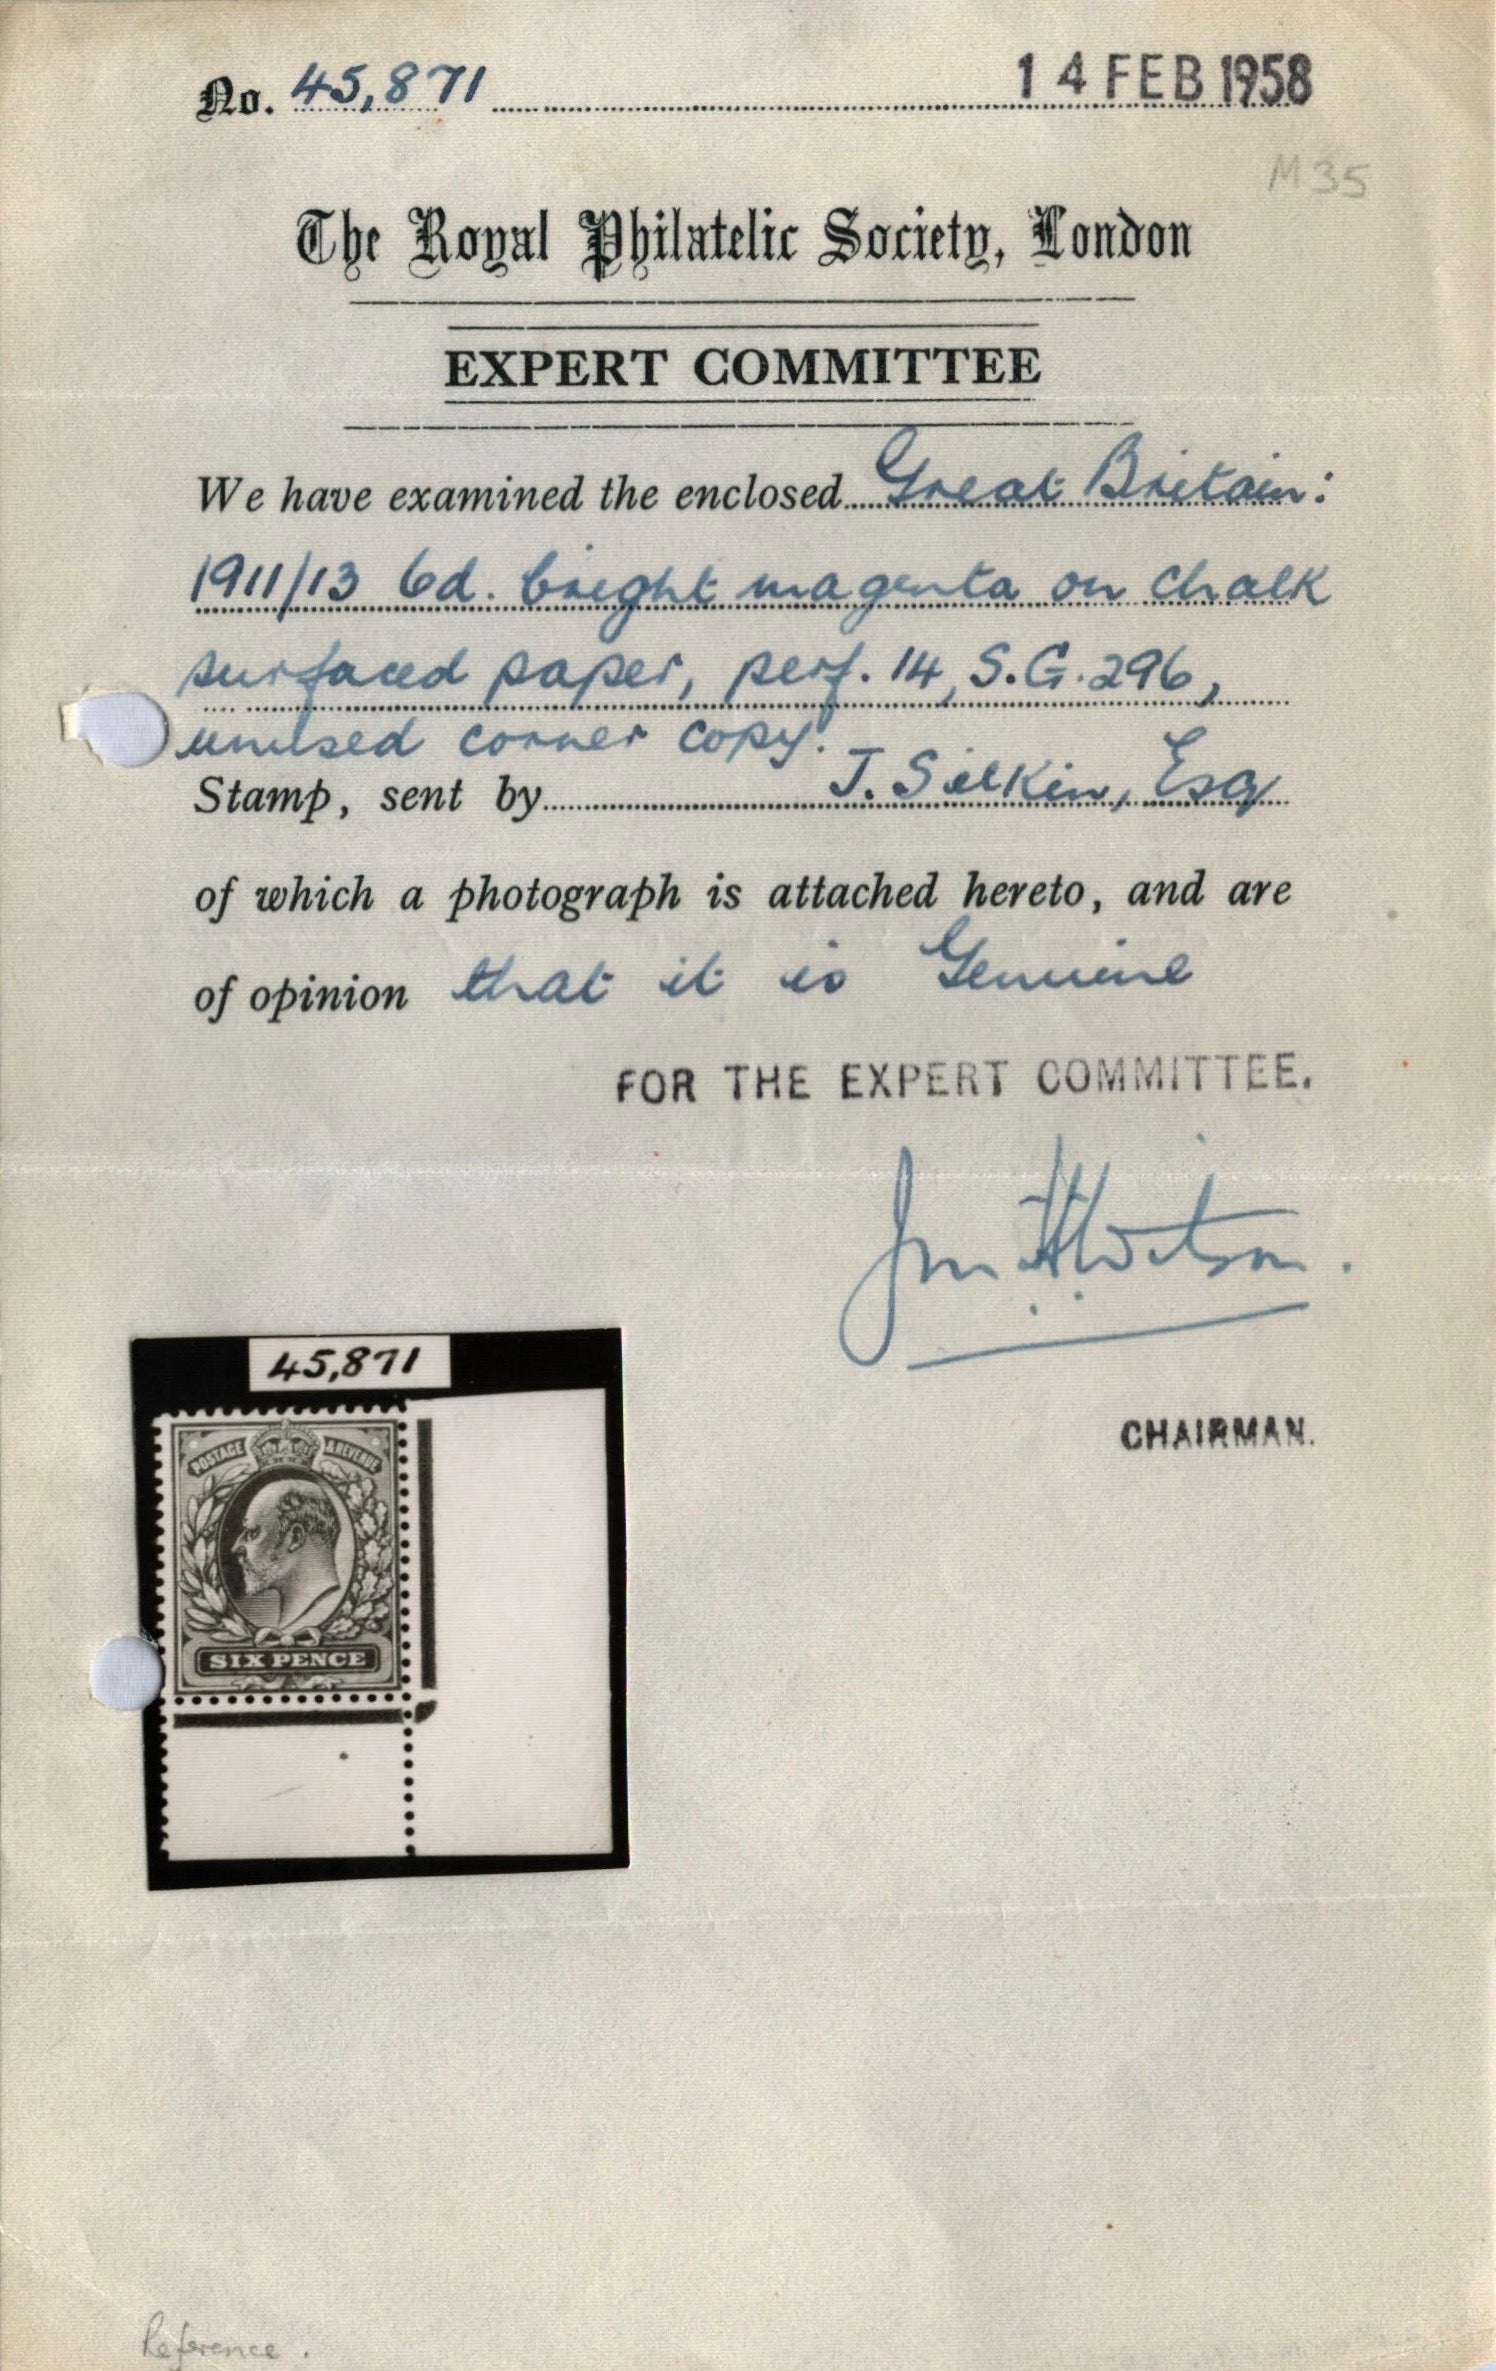 No. 45,871 14 FEB 1958
M 35
The Royal Philatelic Society, London
EXPERT COMMITTEE
We have examined the enclosed Great Britain:
1911/13 6d. bright magenta on chalk
surfaced paper, perf. 14, S.G. 296,
unused corner copy.
Stamp, sent by J. Silkin, Esq
of which a photograph is attached hereto, and are
of opinion that it is Genuine
FOR THE EXPERT COMMITTEE.
CHAIRMAN.
45,871
POSTAGE & REVENUE
SIX PENCE
Reference.